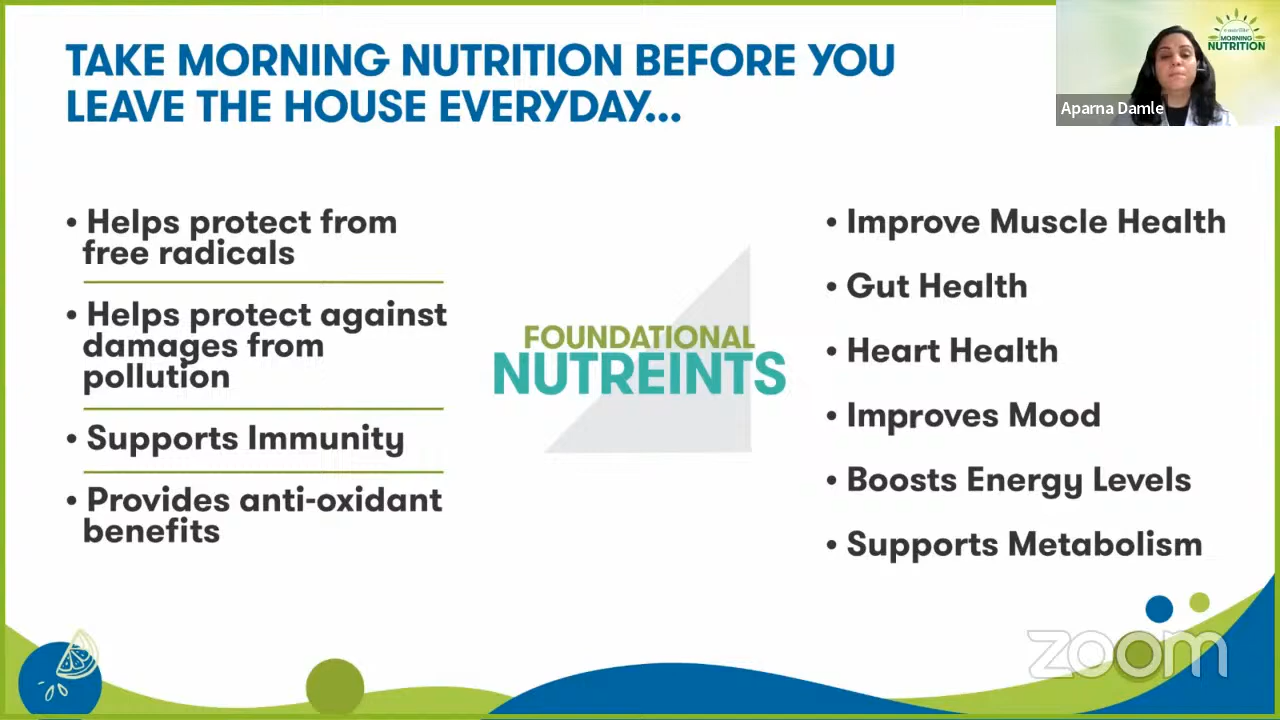 TAKE MORNING NUTRITION BEFORE YOU
LEAVE THE HOUSE EVERYDAY...
MORNING
NUTRITION
Aparna Damle
• Helps protect from
free radicals
• Helps protect against
damages from
pollution
• Supports Immunity
• Provides anti-oxidant
benefits
FOUNDATIONAL
NUTREINTS
• Improve Muscle Health
• Gut Health
• Heart Health
• Improves Mood
• Boosts Energy Levels
• Supports Metabolism
zoom